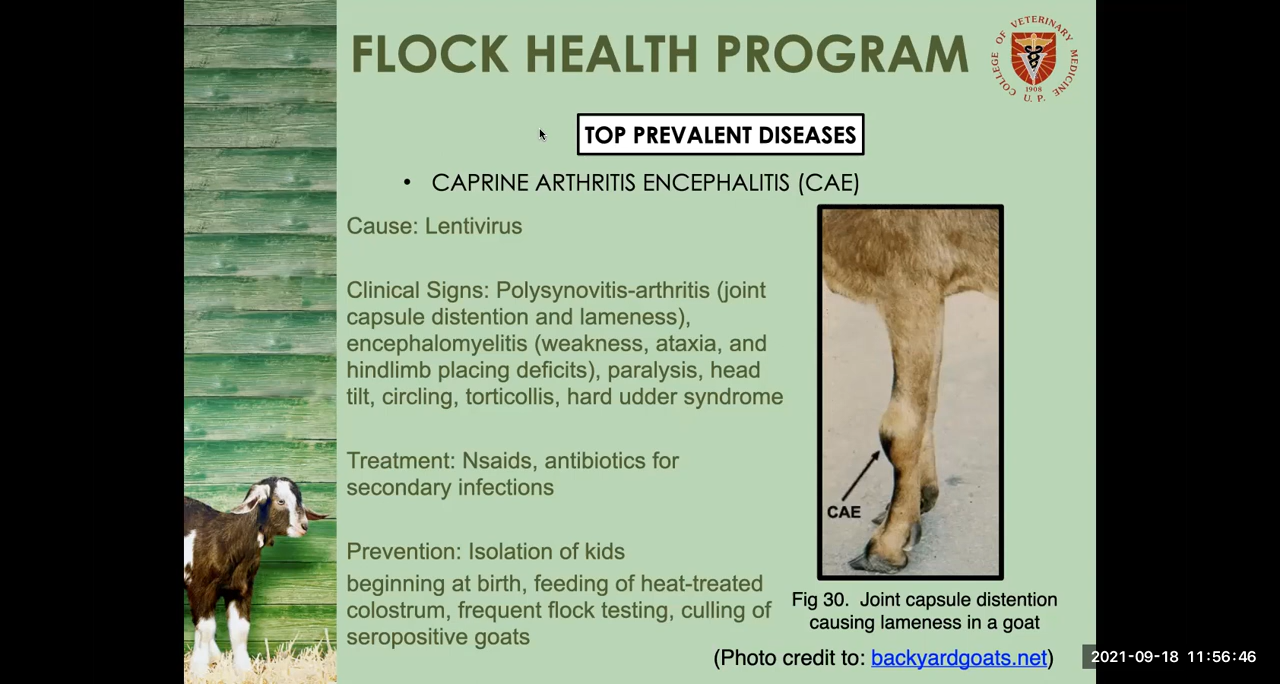 FLOCK HEALTH PROGRAM
COLLEGE OF VETERINARY MEDICINE
1908
U. P.
TOP PREVALENT DISEASES
• CAPRINE ARTHRITIS ENCEPHALITIS (CAE)
Cause: Lentivirus
Clinical Signs: Polysynovitis-arthritis (joint
capsule distention and lameness),
encephalomyelitis (weakness, ataxia, and
hindlimb placing deficits), paralysis, head
tilt, circling, torticollis, hard udder syndrome
Treatment: Nsaids, antibiotics for
secondary infections
Prevention: Isolation of kids
beginning at birth, feeding of heat-treated
colostrum, frequent flock testing, culling of
seropositive goats
CAE
Fig 30. Joint capsule distention
causing lameness in a goat
(Photo credit to: backyardgoats.net)
2021-09-18 11:56:46